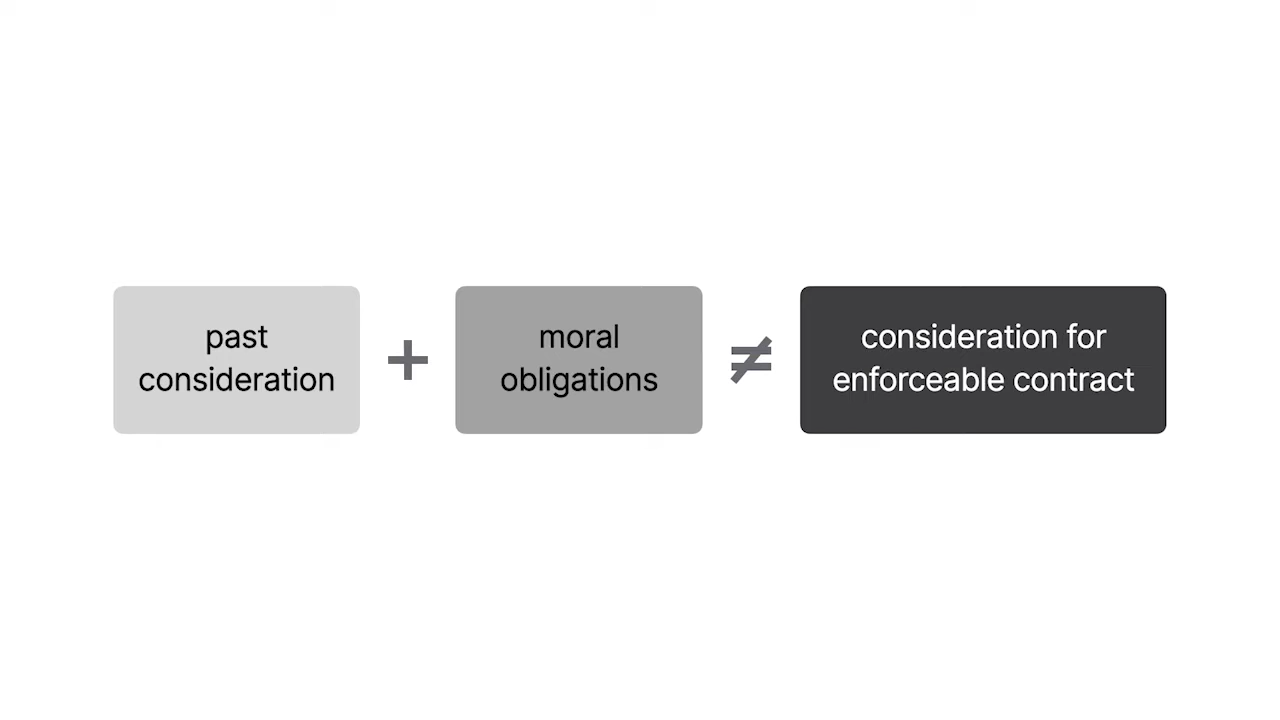 past
consideration
+
moral
obligations
≠
consideration for
enforceable contract